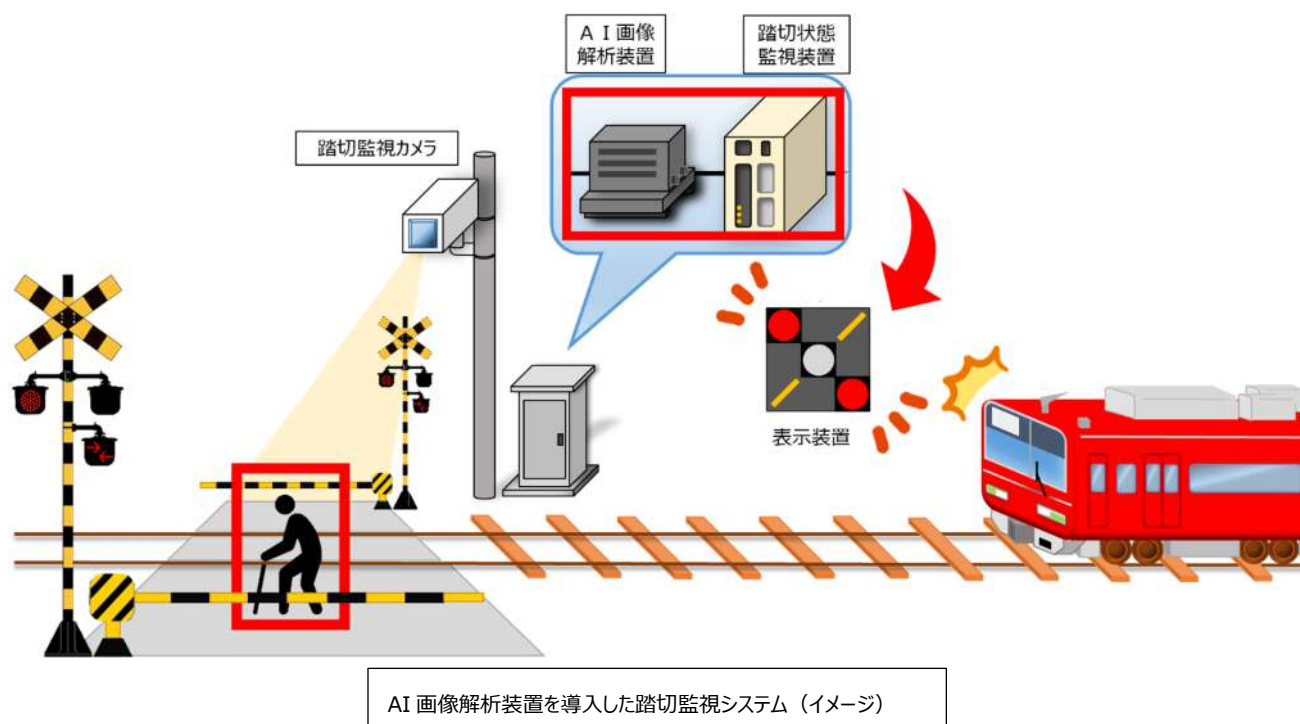 ＡＩ画像
解析装置
踏切状態
監視装置
踏切監視カメラ
表示装置
AI 画像解析装置を導入した踏切監視システム（イメージ）